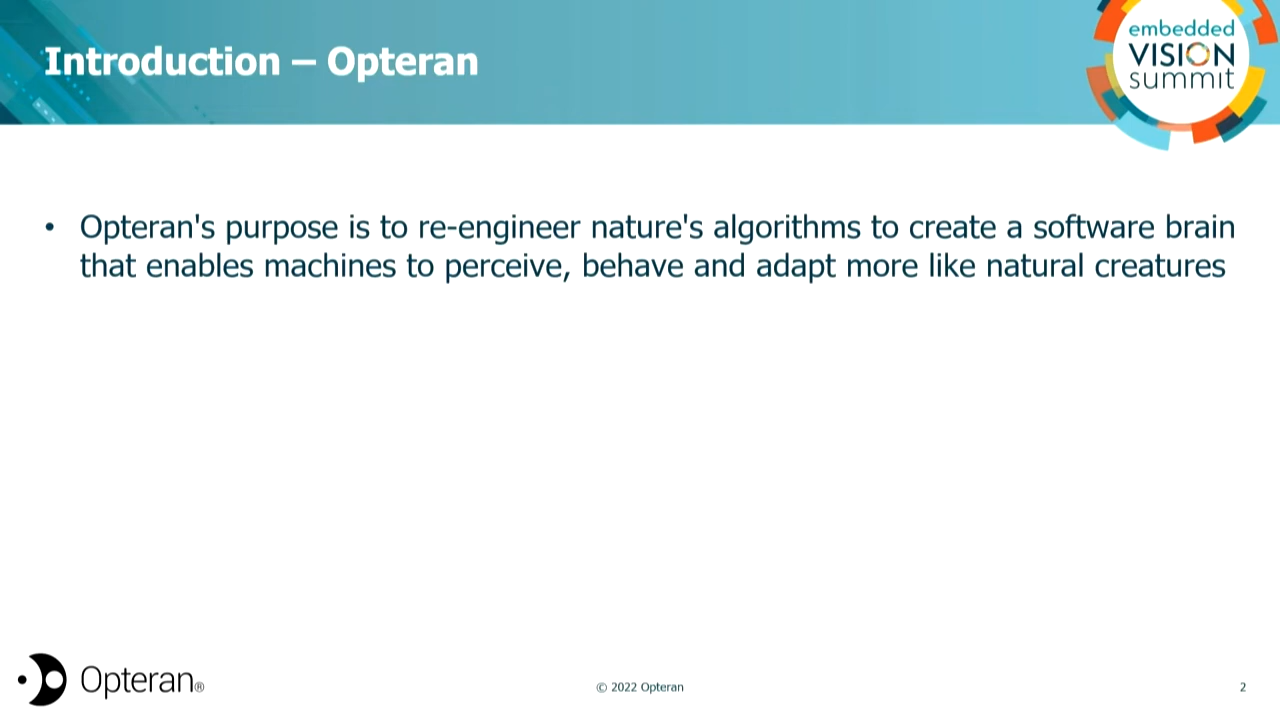 Introduction – Opteran
embedded
VISION
summit
• Opteran's purpose is to re-engineer nature's algorithms to create a software brain
that enables machines to perceive, behave and adapt more like natural creatures
Opteran®
© 2022 Opteran
2